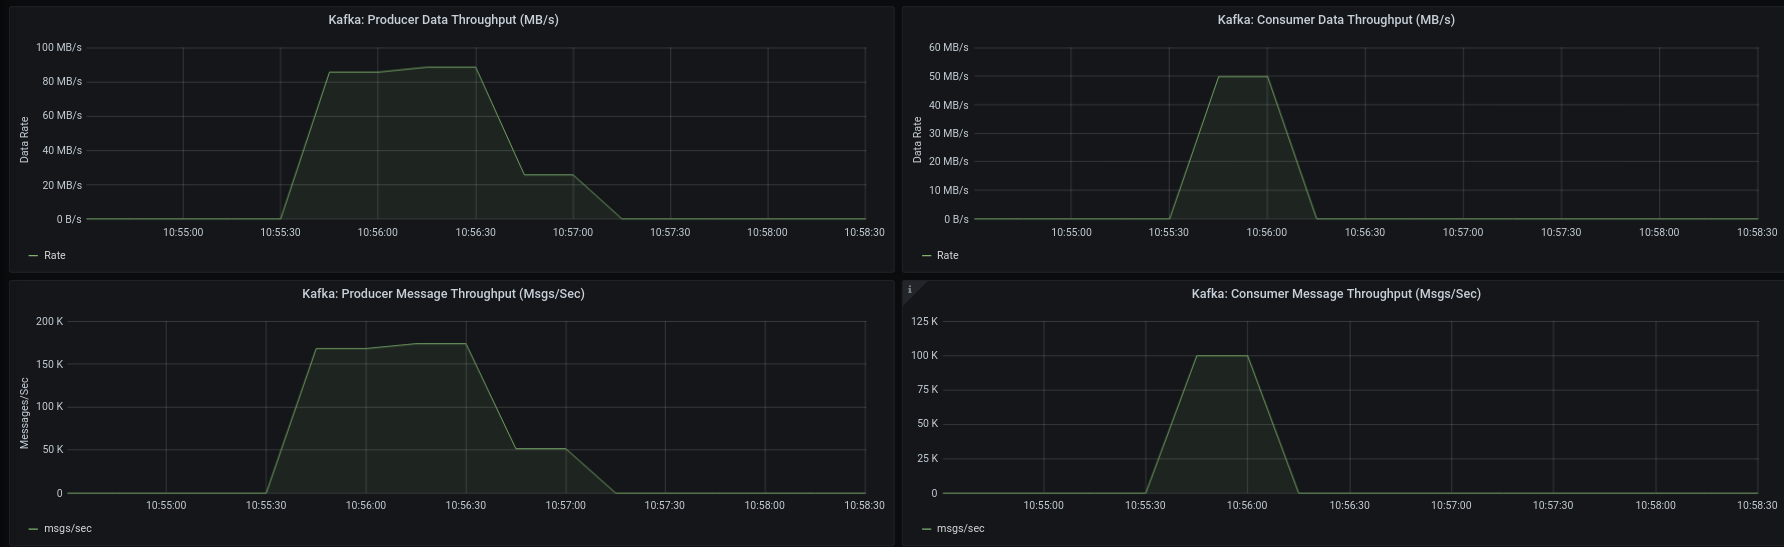 Kafka: Producer Data Throughput (MB/s)
100 MB/s
80 MB/s
60 MB/s
40 MB/s
20 MB/s
0 B/s
Data Rate
10:55:00 10:55:30 10:56:00 10:56:30 10:57:00 10:57:30 10:58:00 10:58:30
Rate
Kafka: Consumer Data Throughput (MB/s)
60 MB/s
50 MB/s
40 MB/s
30 MB/s
20 MB/s
10 MB/s
0 B/s
Data Rate
10:55:00 10:55:30 10:56:00 10:56:30 10:57:00 10:57:30 10:58:00 10:58:30
Rate
Kafka: Producer Message Throughput (Msgs/Sec)
200 K
150 K
100 K
50 K
0
Messages/Sec
10:55:00 10:55:30 10:56:00 10:56:30 10:57:00 10:57:30 10:58:00 10:58:30
msgs/sec
i
Kafka: Consumer Message Throughput (Msgs/Sec)
125 K
100 K
75 K
50 K
25 K
0
10:55:00 10:55:30 10:56:00 10:56:30 10:57:00 10:57:30 10:58:00 10:58:30
msgs/sec